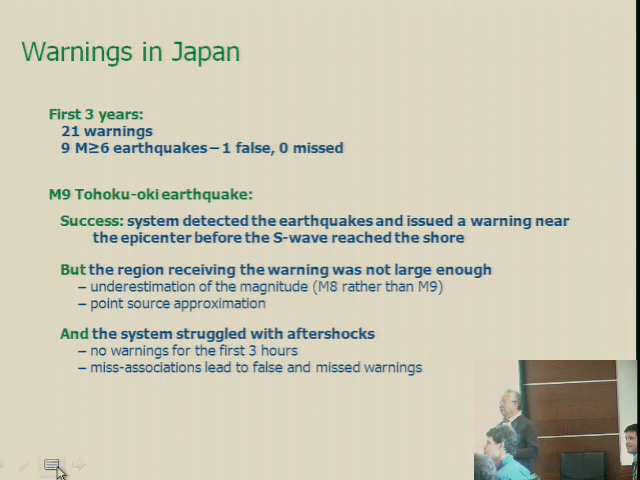 Warnings in Japan
First 3 years:
21 warnings
9 M≥6 earthquakes – 1 false, 0 missed
M9 Tohoku-oki earthquake:
Success: system detected the earthquakes and issued a warning near
the epicenter before the S-wave reached the shore
But the region receiving the warning was not large enough
– underestimation of the magnitude (M8 rather than M9)
– point source approximation
And the system struggled with aftershocks
– no warnings for the first 3 hours
– miss-associations lead to false and missed warnings